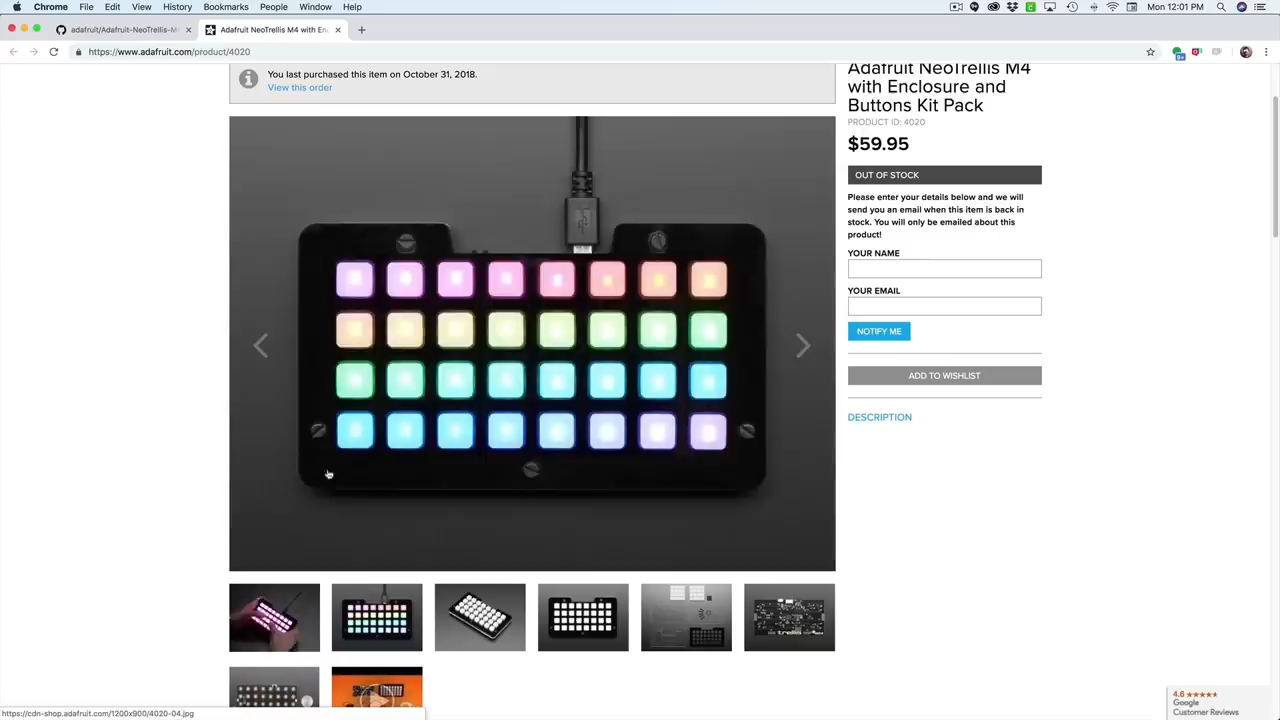 Chrome File Edit View History Bookmarks People Window Help Mon 12:01 PM
adafruit/Adafruit-NeoTrellis-M
Adafruit NeoTrellis M4 with Enc
https://www.adafruit.com/product/4020
You last purchased this item on October 31, 2018.
View this order
Adafruit NeoTrellis M4
with Enclosure and
Buttons Kit Pack
PRODUCT ID: 4020
$59.95
OUT OF STOCK
Please enter your details below and we will
send you an email when this item is back in
stock. You will only be emailed about this
product!
YOUR NAME
YOUR EMAIL
NOTIFY ME
ADD TO WISHLIST
DESCRIPTION
trellis
https://cdn-shop.adafruit.com/1200x900/4020-04.jpg
4.6
Google
Customer Reviews